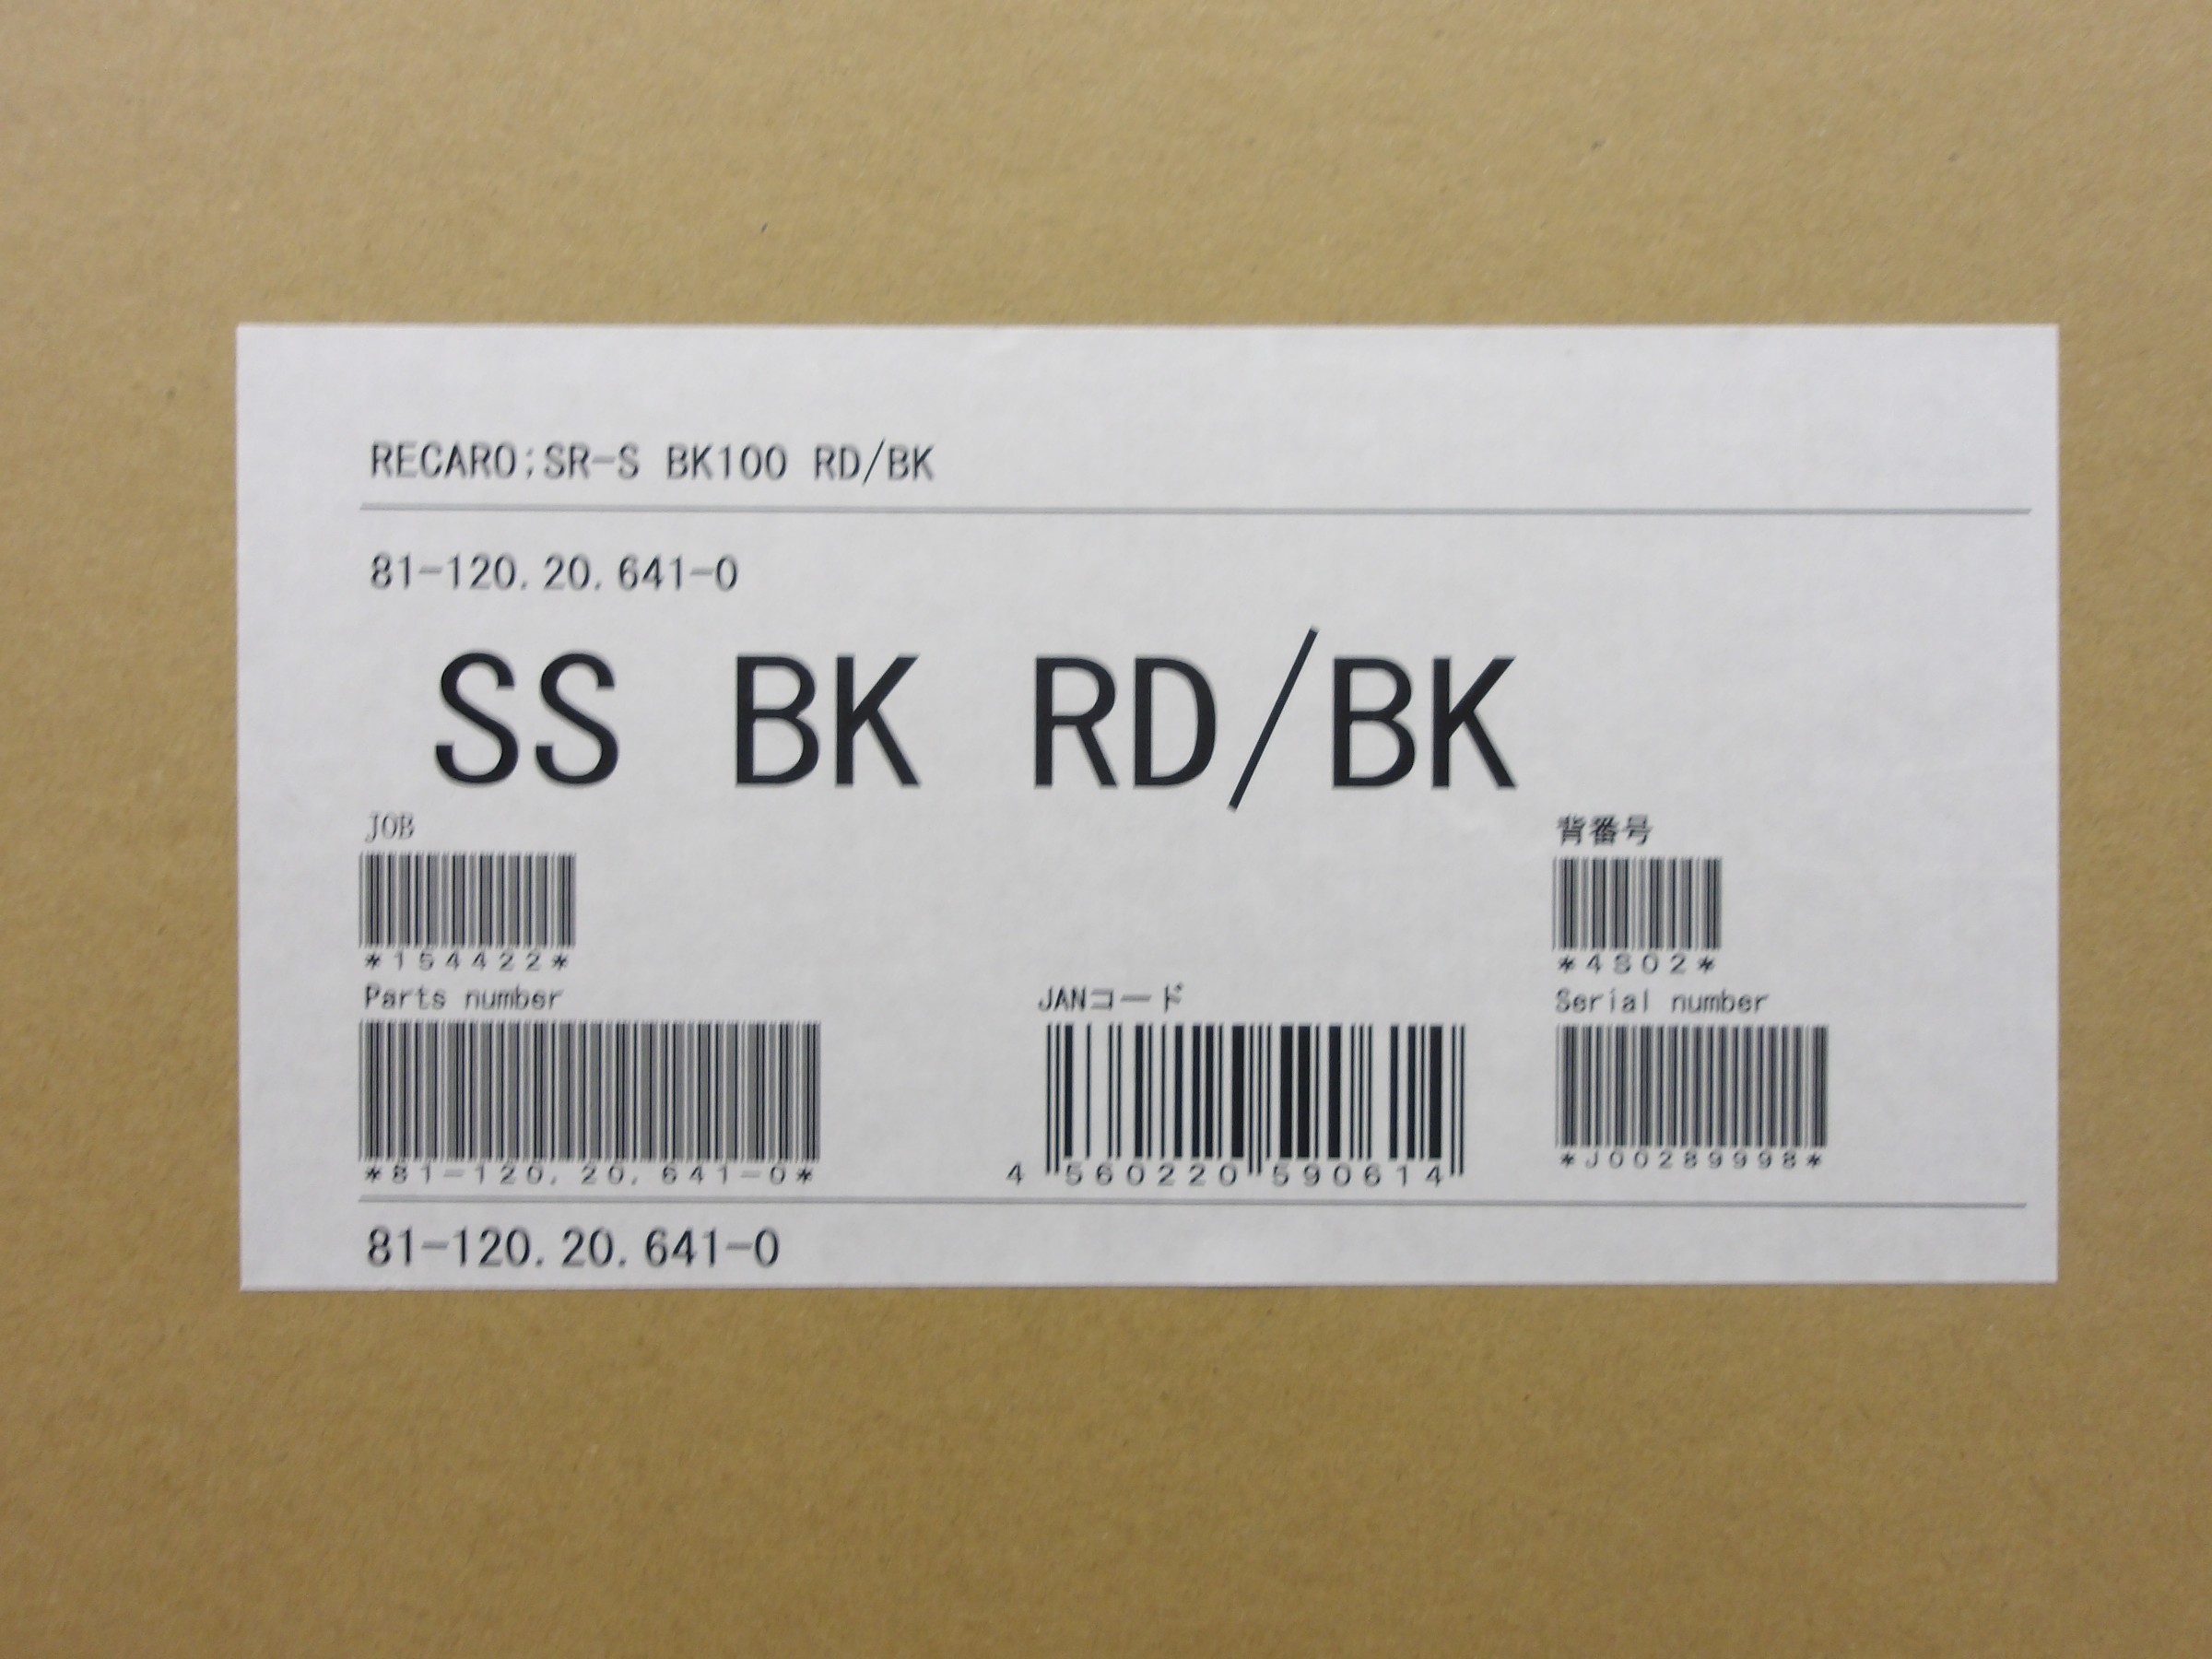 RECARO;SR-S BK100 RD/BK
81-120.20.641-0
SS BK RD/BK
JOB
*154422*
背番号
*4S02*
Parts number
*81-120.20.641-0*
JANコード
4 560220 590614
Serial number
*J00289998*
81-120.20.641-0